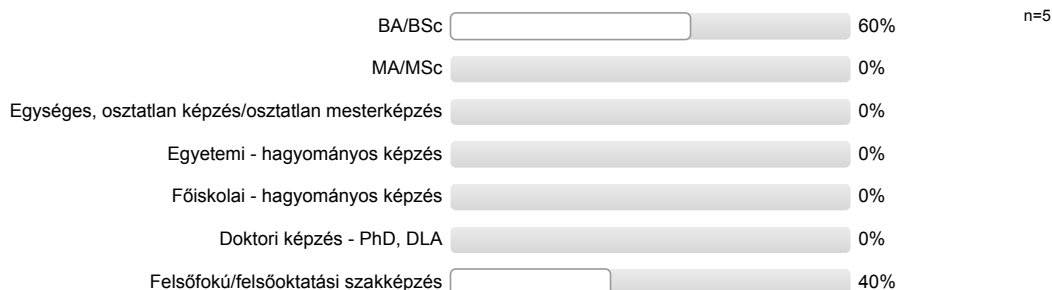 BA/BSc 60% n=5
MA/MSc 0%
Egységes, osztatlan képzés/osztatlan mesterképzés 0%
Egyetemi - hagyományos képzés 0%
Főiskolai - hagyományos képzés 0%
Doktori képzés - PhD, DLA 0%
Felsőfokú/felsőoktatási szakképzés 40%